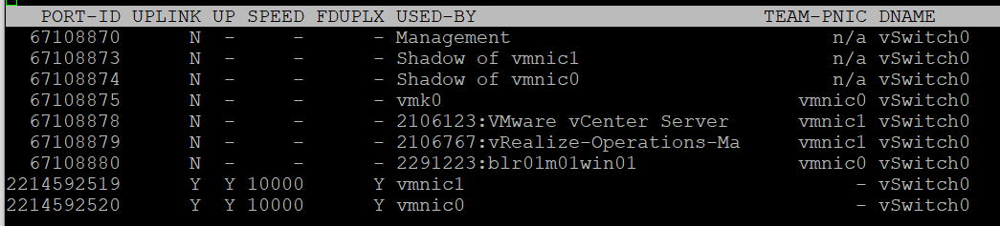 PORT-ID UPLINK UP SPEED FDUPLX USED-BY TEAM-PNIC DNAME
67108870 N - - - Management n/a vSwitch0
67108873 N - - - Shadow of vmnic1 n/a vSwitch0
67108874 N - - - Shadow of vmnic0 n/a vSwitch0
67108875 N - - - vmk0 vmnic0 vSwitch0
67108878 N - - - 2106123:VMware vCenter Server vmnic1 vSwitch0
67108879 N - - - 2106767:vRealize-Operations-Ma vmnic1 vSwitch0
67108880 N - - - 2291223:blr01m01win01 vmnic0 vSwitch0
2214592519 Y Y 10000 Y vmnic1 - vSwitch0
2214592520 Y Y 10000 Y vmnic0 - vSwitch0